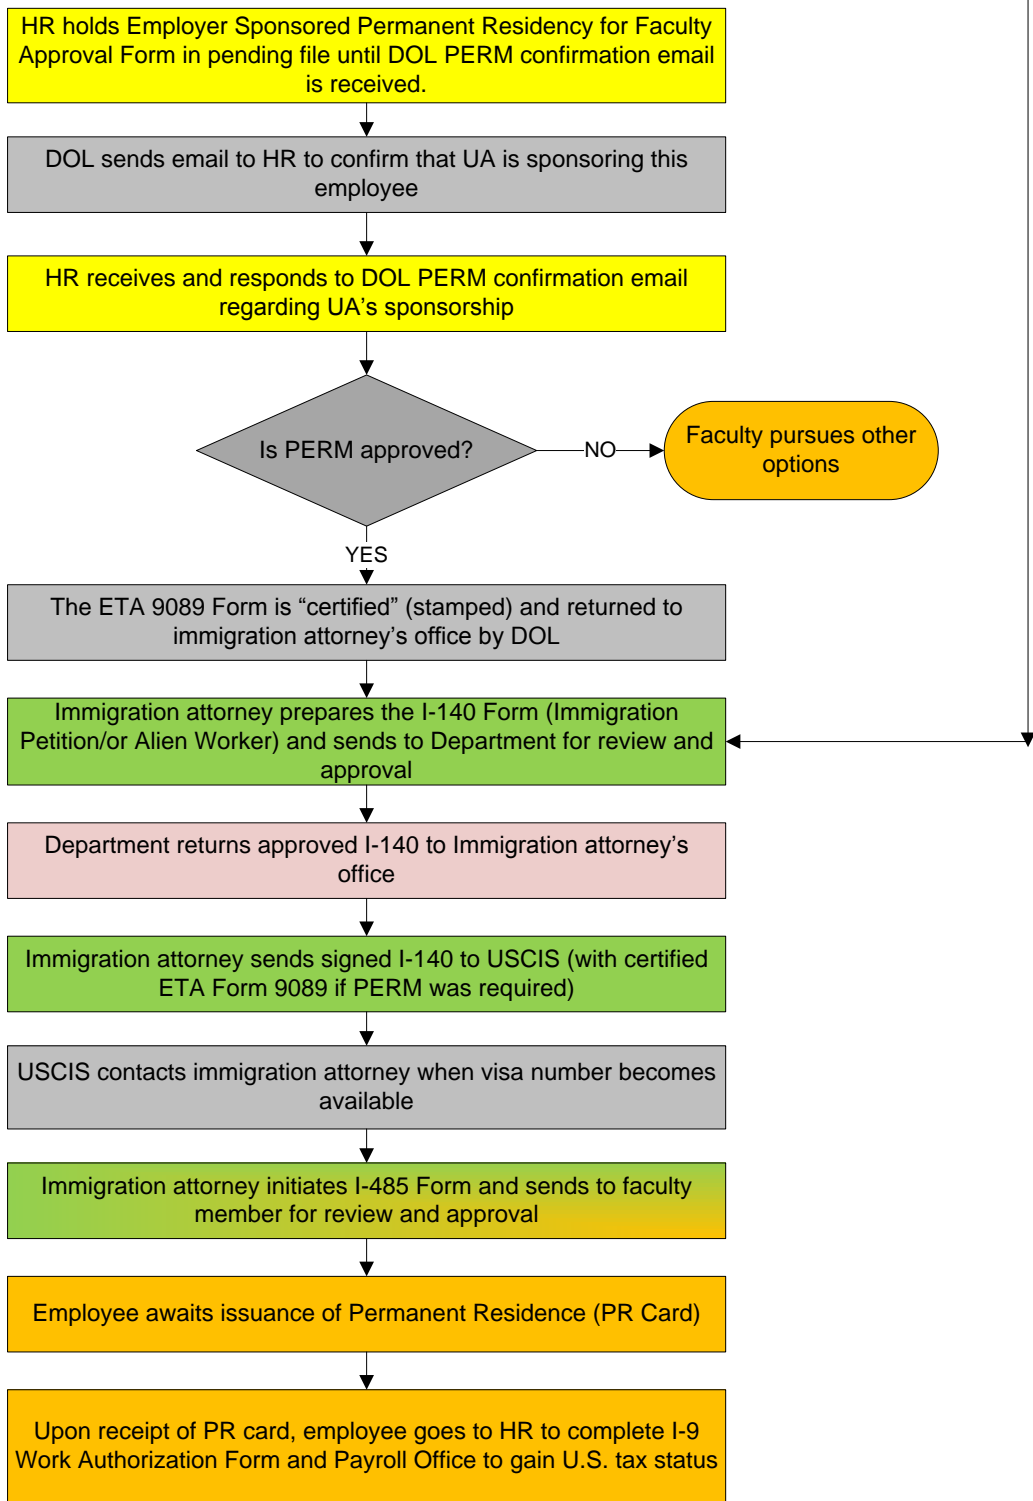 HR holds Employer Sponsored Permanent Residency for Faculty
Approval Form in pending file until DOL PERM confirmation email
is received.
DOL sends email to HR to confirm that UA is sponsoring this
employee
HR receives and responds to DOL PERM confirmation email
regarding UA's sponsorship
Is PERM approved?
NO
Faculty pursues other
options
YES
The ETA 9089 Form is “certified” (stamped) and returned to
immigration attorney's office by DOL
Immigration attorney prepares the I-140 Form (Immigration
Petition/or Alien Worker) and sends to Department for review and
approval
Department returns approved I-140 to Immigration attorney's
office
Immigration attorney sends signed I-140 to USCIS (with certified
ETA Form 9089 if PERM was required)
USCIS contacts immigration attorney when visa number becomes
available
Immigration attorney initiates I-485 Form and sends to faculty
member for review and approval
Employee awaits issuance of Permanent Residence (PR Card)
Upon receipt of PR card, employee goes to HR to complete I-9
Work Authorization Form and Payroll Office to gain U.S. tax status